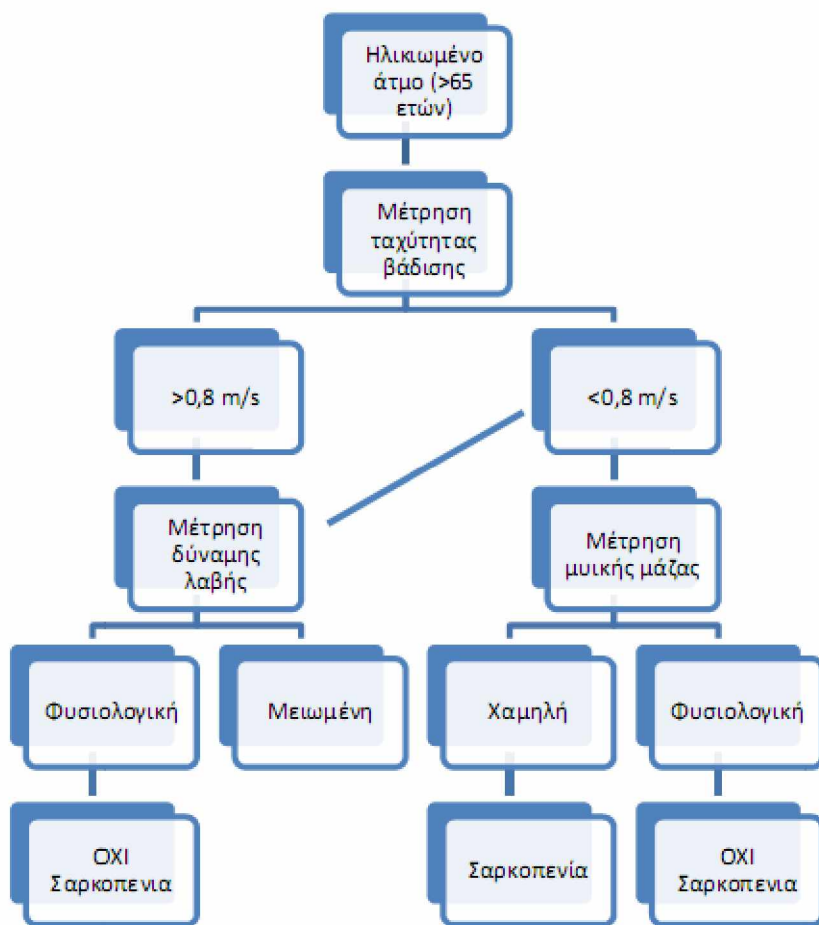 Ηλικιωμένο
άτμο (>65
ετών)
Μέτρηση
ταχύτητας
βάδισης
>0,8 m/s
<0,8 m/s
Μέτρηση
δύναμης
λαβής
Μέτρηση
μυικής μάζας
Φυσιολογική
Μειωμένη
Χαμηλή
Φυσιολογική
ΟΧΙ
Σαρκοπενια
Σαρκοπενία
ΟΧΙ
Σαρκοπενια